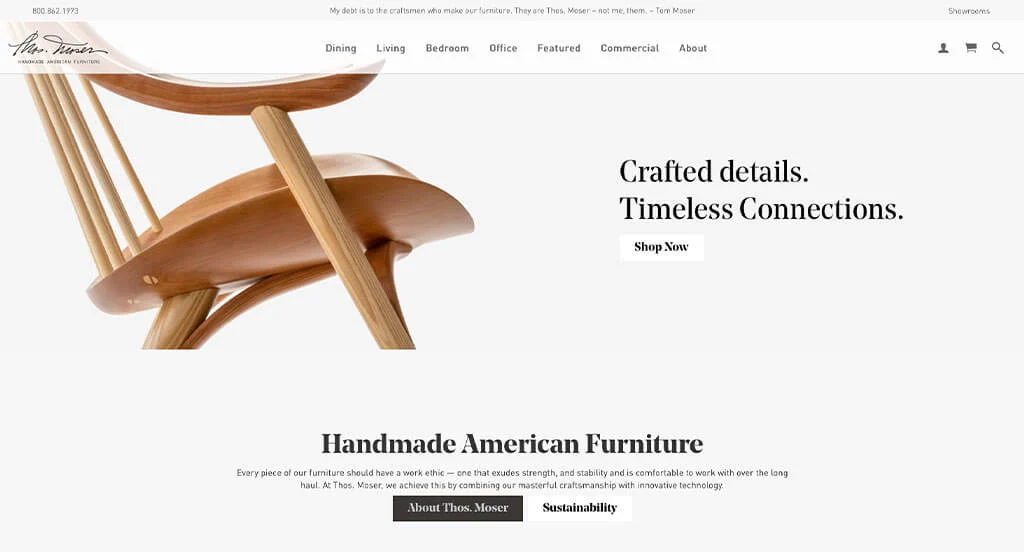 800.862.1973
My debt is to the craftsmen who make our furniture. They are Thos. Moser – not me, them. – Tom Moser
Showrooms
Thos. Moser
HANDMADE AMERICAN FURNITURE
Dining
Living
Bedroom
Office
Featured
Commercial
About
Crafted details.
Timeless Connections.
Shop Now
Handmade American Furniture
Every piece of our furniture should have a work ethic — one that exudes strength, and stability and is comfortable to work with over the long
haul. At Thos. Moser, we achieve this by combining our masterful craftsmanship with innovative technology.
About Thos. Moser
Sustainability